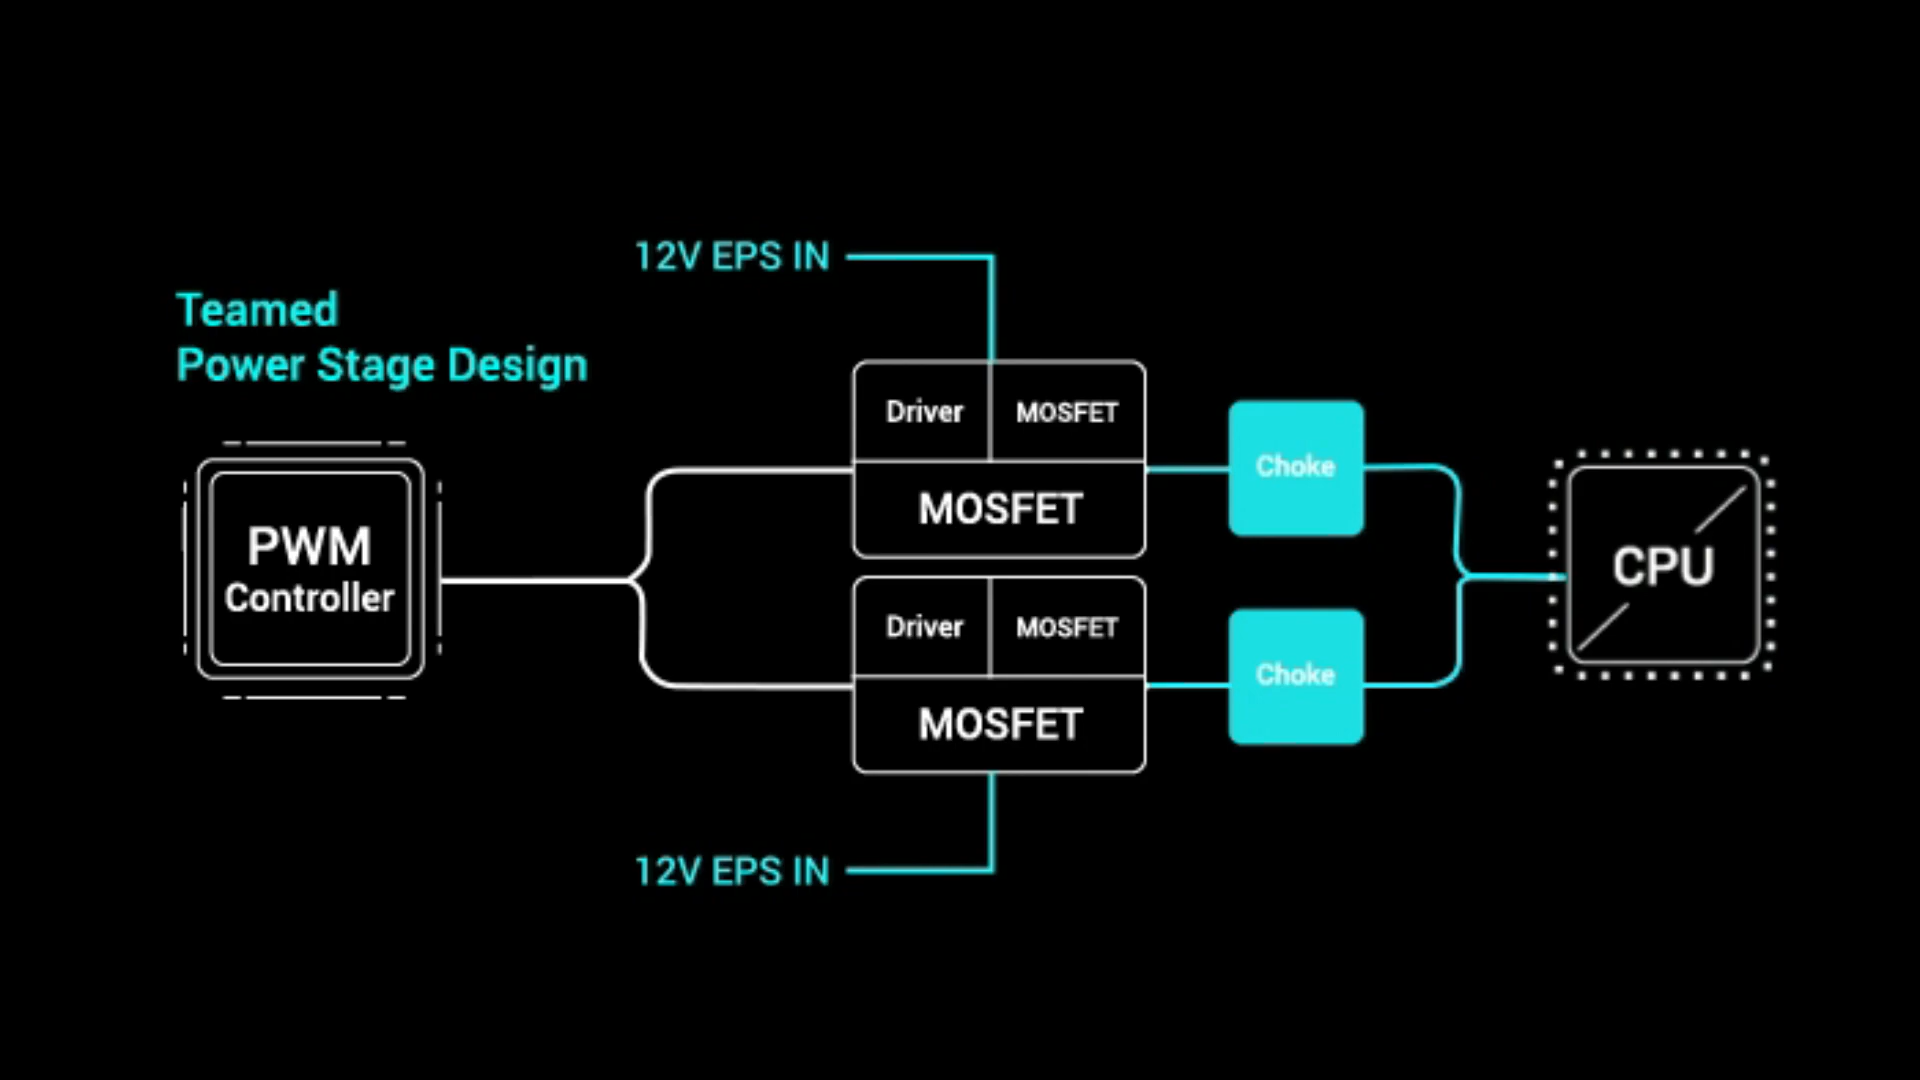 12V EPS IN
Teamed
Power Stage Design
Driver
MOSFET
MOSFET
Choke
PWM
Controller
CPU
Driver
MOSFET
MOSFET
Choke
12V EPS IN